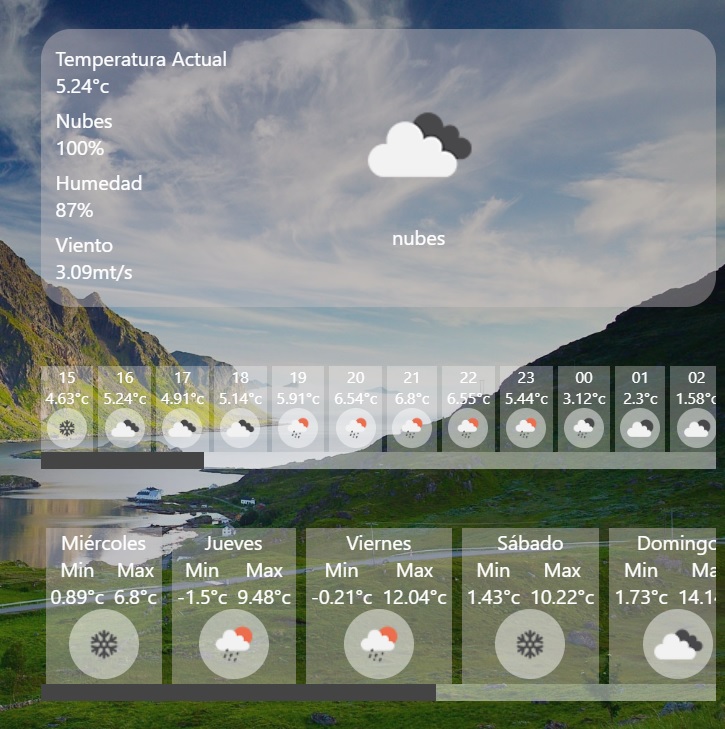 Temperatura Actual
5.24°c
Nubes
100%
Humedad
87%
Viento
3.09mt/s
nubes
15 16 17 18 19 20 21 22 23 00 01 02
4.63°c 5.24°c 4.91°c 5.14°c 5.91°c 6.54°c 6.8°c 6.55°c 5.44°c 3.12°c 2.3°c 1.58°c
Miércoles Jueves Viernes Sábado Domingo
Min Max Min Max Min Max Min Max Min Ma
0.89°c 6.8°c -1.5°c 9.48°c -0.21°c 12.04°c 1.43°c 10.22°c 1.73°c 14.1